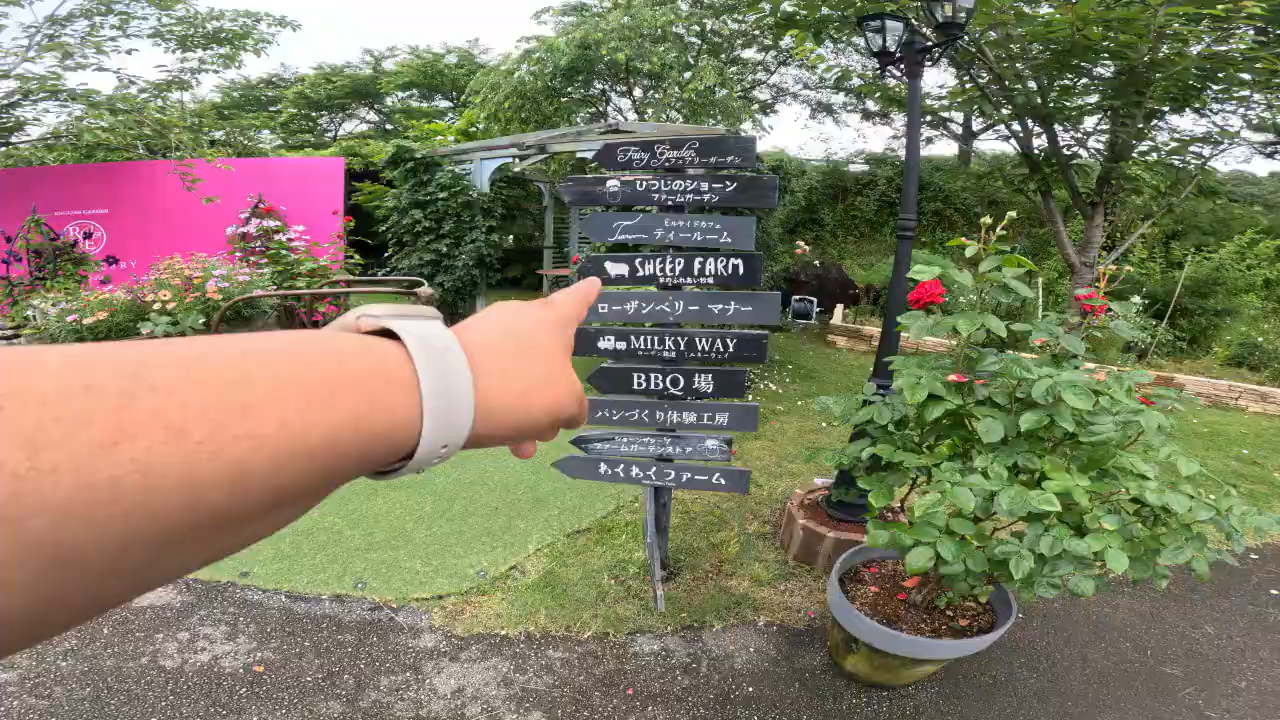 ENGLISH GARDEN
Fairy Garden
フェアリーガーデン
ひつじのショーン
ファームガーデン
ミルサイドカフェ
ティールーム
SHEEP FARM
羊のふれあい牧場
ローザンベリー マナー
MILKY WAY
ローザン鉄道 ミルキーウェイ
BBQ 場
パンづくり体験工房
ショーンザシープ
ファームガーデンストア
わくわくファーム